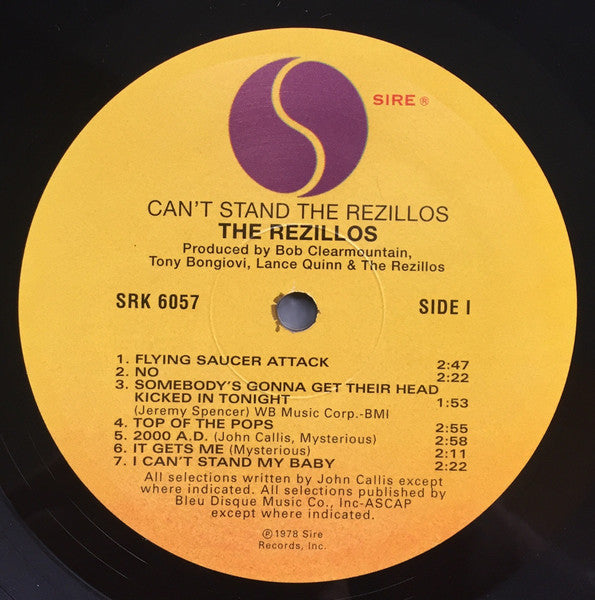 SIRE ®
CAN'T STAND THE REZILLOS
THE REZILLOS
Produced by Bob Clearmountain,
Tony Bongiovi, Lance Quinn & The Rezillos
SRK 6057 SIDE I
1. FLYING SAUCER ATTACK 2:47
2. NO 2:22
3. SOMEBODY'S GONNA GET THEIR HEAD
KICKED IN TONIGHT 1:53
(Jeremy Spencer) WB Music Corp.-BMI
4. TOP OF THE POPS 2:55
5. 2000 A.D. (John Callis, Mysterious) 2:58
6. IT GETS ME (Mysterious) 2:11
7. I CAN'T STAND MY BABY 2:22
All selections written by John Callis except
where indicated. All selections published by
Bleu Disque Music Co., Inc-ASCAP
except where indicated.
℗1978 Sire
Records, Inc.